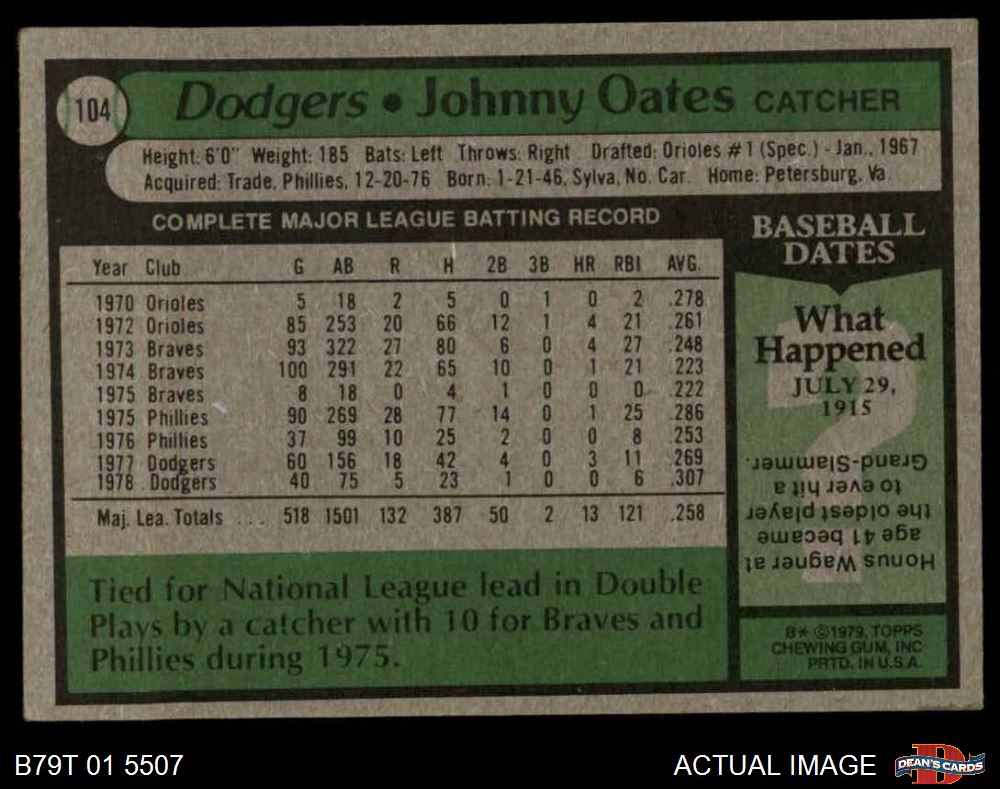 104
Dodgers • Johnny Oates CATCHER
Height: 6'0" Weight: 185 Bats: Left Throws: Right Drafted: Orioles #1 (Spec.) - Jan., 1967
Acquired: Trade, Phillies, 12-20-76 Born: 1-21-46, Sylva, No. Car. Home: Petersburg, Va.
COMPLETE MAJOR LEAGUE BATTING RECORD
Year Club G AB R H 2B 3B HR RBI AVG.
1970 Orioles 5 18 2 5 0 1 0 2 .278
1972 Orioles 85 253 20 66 12 1 4 21 .261
1973 Braves 93 322 27 80 6 0 4 27 .248
1974 Braves 100 291 22 65 10 0 1 21 .223
1975 Braves 8 18 0 4 1 0 0 0 .222
1975 Phillies 90 269 28 77 14 0 1 25 .286
1976 Phillies 37 99 10 25 2 0 0 8 .253
1977 Dodgers 60 156 18 42 4 0 3 11 .269
1978 Dodgers 40 75 5 23 1 0 0 6 .307
Maj. Lea. Totals ... 518 1501 132 387 50 2 13 121 .258
Tied for National League lead in Double
Plays by a catcher with 10 for Braves and
Phillies during 1975.
BASEBALL
DATES
What
Happened
JULY 29,
1915
?
Honus Wagner at
age 41 became
the oldest player
to ever hit a
Grand-Slammer.
B* ©1979, TOPPS
CHEWING GUM, INC
PRTD. IN U.S.A.
B79T 01 5507
ACTUAL IMAGE
D
DEAN'S CARDS